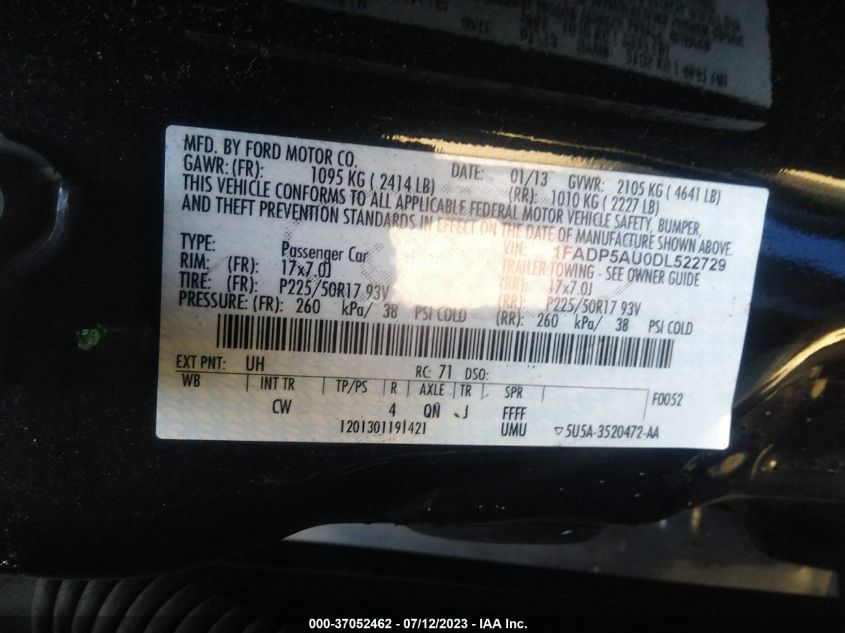 MFD. BY FORD MOTOR CO.
DATE: 01/13 GVWR: 2105 KG ( 4641 LB)
GAWR: (FR): 1095 KG ( 2414 LB) (RR): 1010 KG ( 2227 LB)
THIS VEHICLE CONFORMS TO ALL APPLICABLE FEDERAL MOTOR VEHICLE SAFETY, BUMPER,
AND THEFT PREVENTION STANDARDS IN EFFECT ON THE DATE OF MANUFACTURE SHOWN ABOVE.
VIN: 1FADP5AU0DL522729
TYPE: Passenger Car TRAILER TOWING - SEE OWNER GUIDE
RIM: (FR): 17x7.0J (RR): 17x7.0J
TIRE: (FR): P225/50R17 93V (RR): P225/50R17 93V
PRESSURE: (FR): 260 kPa/ 38 PSI COLD (RR): 260 kPa/ 38 PSI COLD
EXT PNT: UH RC: 71 DSO:
WB INT TR TP/PS R AXLE TR SPR F0052
CW 4 QN J FFFF
1201301191421 UMU ▽5U5A-3520472-AA
000-37052462 - 07/12/2023 - IAA Inc.